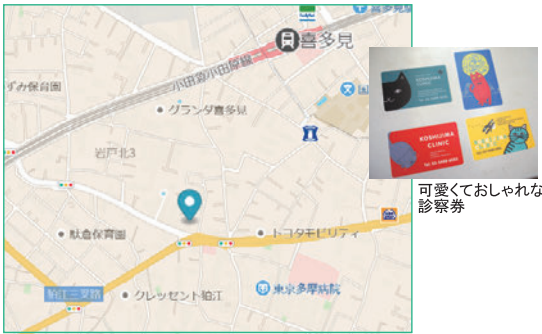 喜多見
小田急小田原線
ずみ保育園
グランダ喜多見
岩戸北3
駄倉保育園
トヨタモビリティ
狛江三叉路
クレッセント狛江
東京多摩病院
KOSHIJIMA
CLINIC
可愛くておしゃれな
診察券